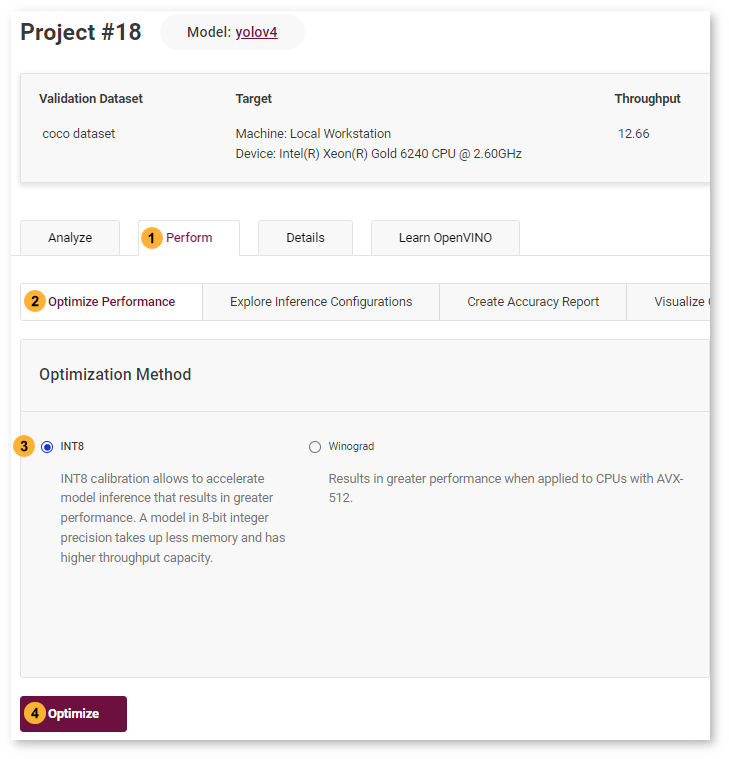 Project #18 Model: yolov4
Validation Dataset Target Throughput
coco dataset Machine: Local Workstation 12.66
Device: Intel(R) Xeon(R) Gold 6240 CPU @ 2.60GHz
Analyze 1 Perform Details Learn OpenVINO
2 Optimize Performance Explore Inference Configurations Create Accuracy Report Visualize
Optimization Method
3 INT8 Winograd
INT8 calibration allows to accelerate
model inference that results in greater
performance. A model in 8-bit integer
precision takes up less memory and has
higher throughput capacity.
Results in greater performance when applied to CPUs with AVX-
512.
4 Optimize